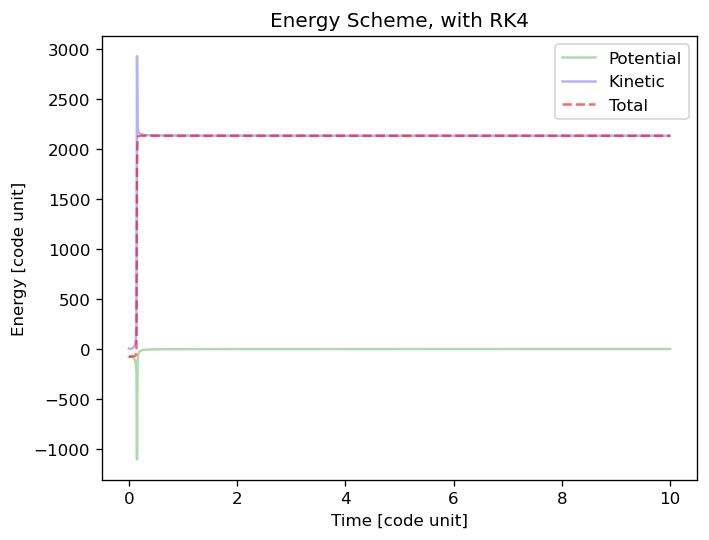 Energy Scheme, with RK4
Potential
Kinetic
Total
Energy [code unit]
3000
2500
2000
1500
1000
500
0
−500
−1000
0 2 4 6 8 10
Time [code unit]